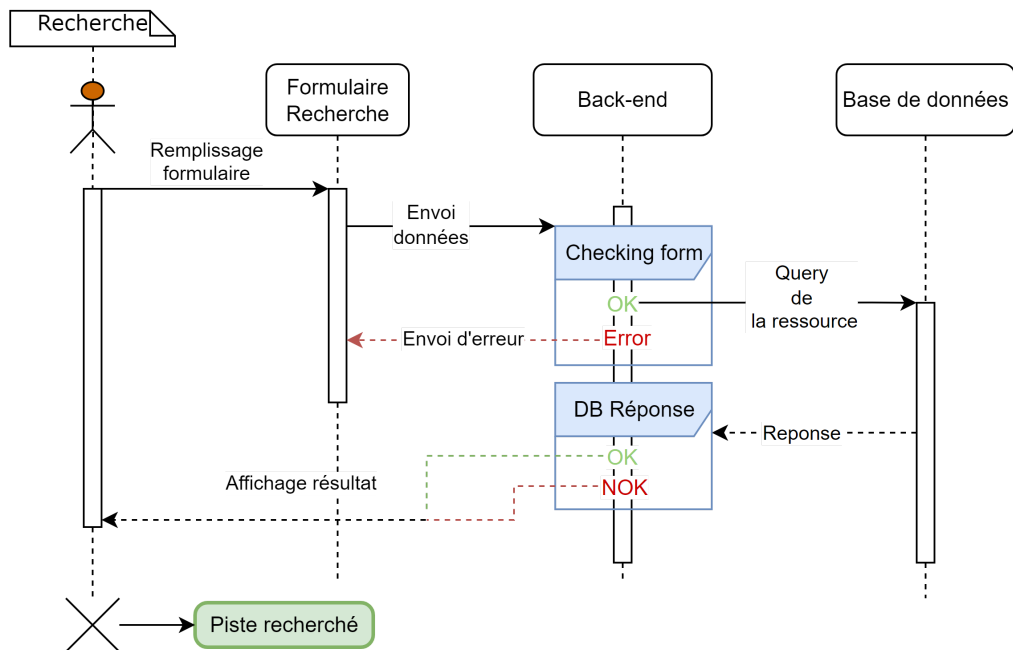 Recherche
Formulaire
Recherche
Back-end
Base de données
Remplissage
formulaire
Envoi
données
Checking form
Query
de
la ressource
OK
Error
Envoi d'erreur
DB Réponse
Reponse
OK
NOK
Affichage résultat
Piste recherché